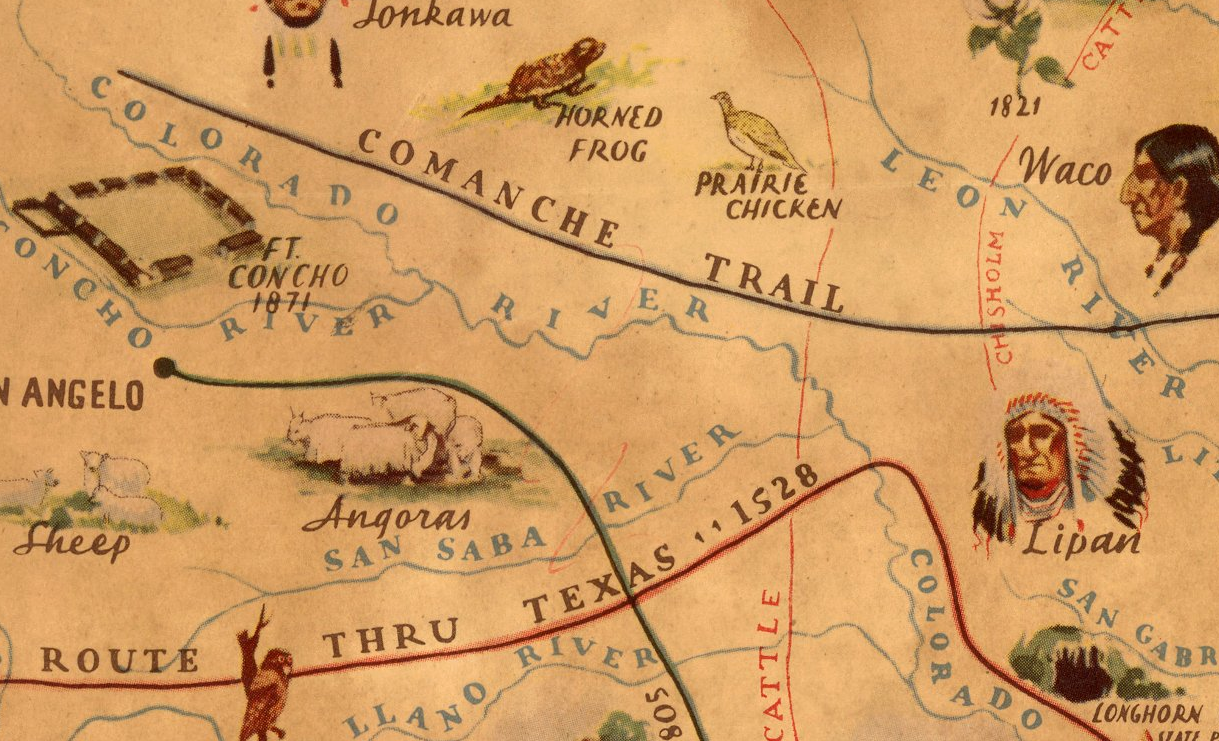 Tonkawa
CATT
HORNED
FROG
1821
COLORADO
COMANCHE TRAIL
PRAIRIE
CHICKEN
LEON RIVER
Waco
FT.
CONCHO
1871
CONCHO RIVER
RIVER
CHISHOLM
N ANGELO
Angoras
Sheep
SAN SABA RIVER
ROUTE THRU TEXAS ,, 1528
Lipan
LI
COLORADO
SAN GABR
LLANO RIVER
CATTLE
1808
LONGHORN
STATE P